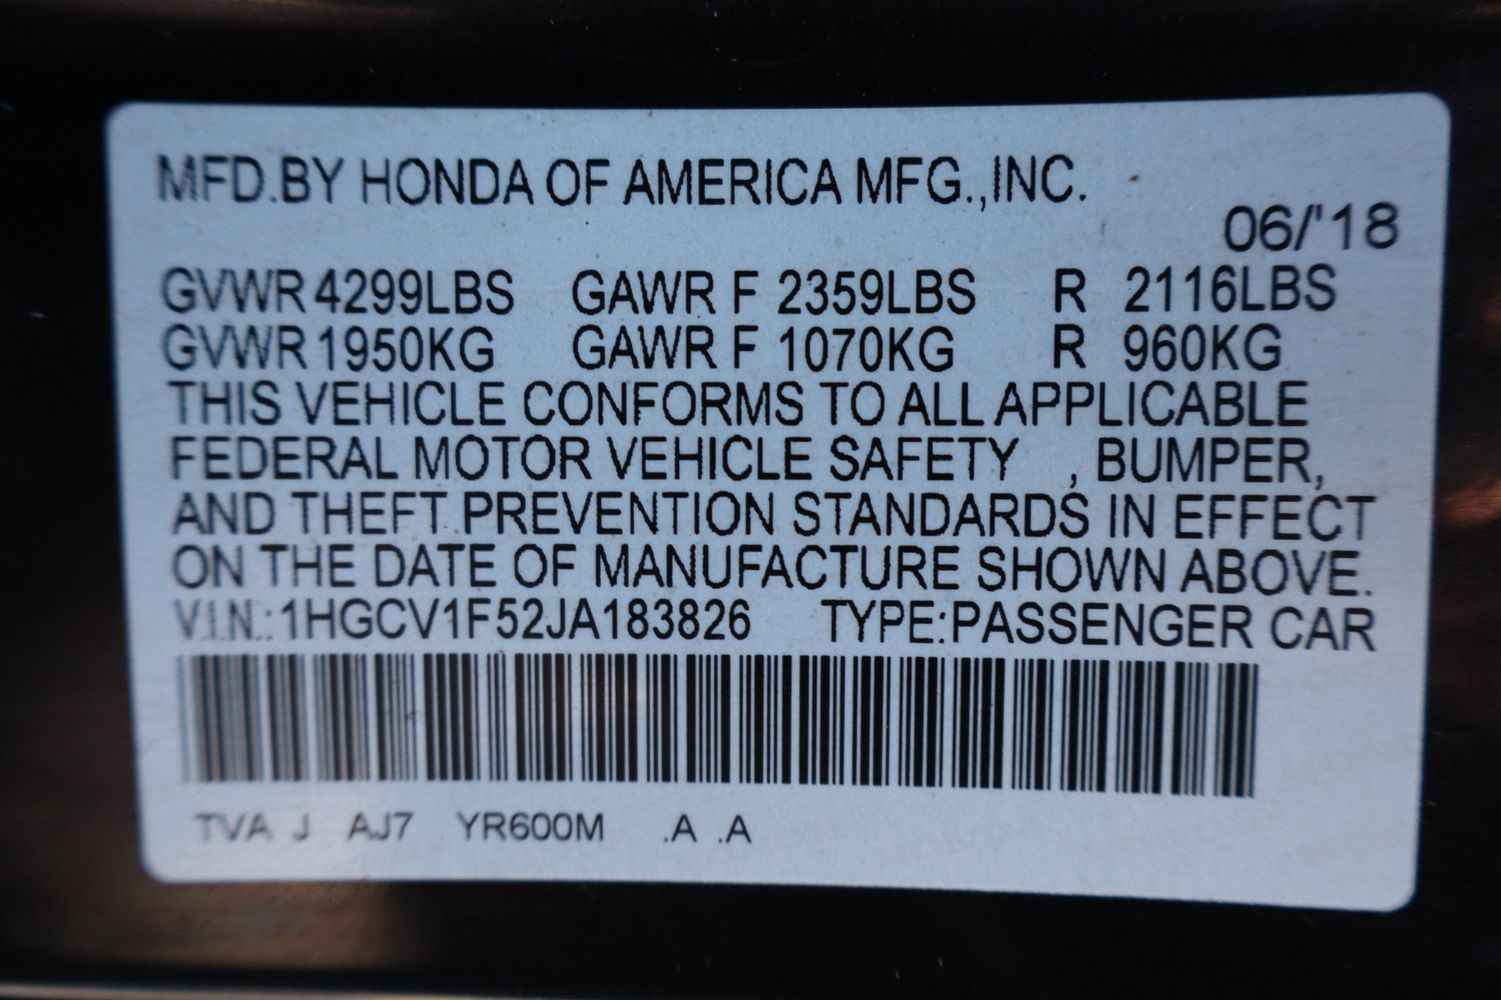 MFD.BY HONDA OF AMERICA MFG.,INC.
06/'18
GVWR 4299LBS GAWR F 2359LBS R 2116LBS
GVWR 1950KG GAWR F 1070KG R 960KG
THIS VEHICLE CONFORMS TO ALL APPLICABLE
FEDERAL MOTOR VEHICLE SAFETY , BUMPER,
AND THEFT PREVENTION STANDARDS IN EFFECT
ON THE DATE OF MANUFACTURE SHOWN ABOVE.
V.I.N.:1HGCV1F52JA183826 TYPE:PASSENGER CAR
TVA J AJ7 YR600M .A .A